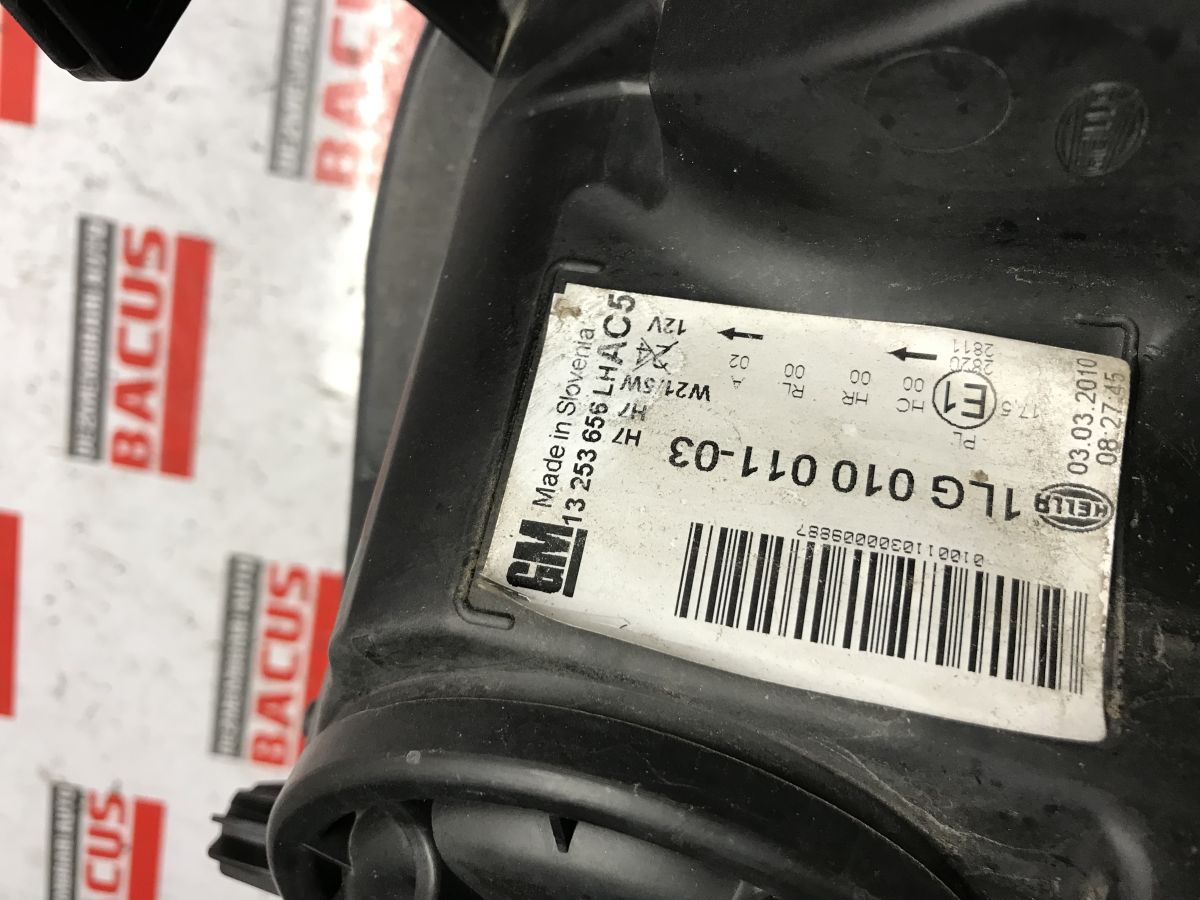 GM
Made in Slovenia
13 253 656 LHAC5
H7 H7 W21/5W 12V
HELLA
1LG 010 011-03
03.03.2010
08:27:45
PL
E1
17.5
2820
2811
HC
00
HR
00
RL
00
A
02
01001103000009887
HELLA
BACUS
BACUS
BACUS
BACUS